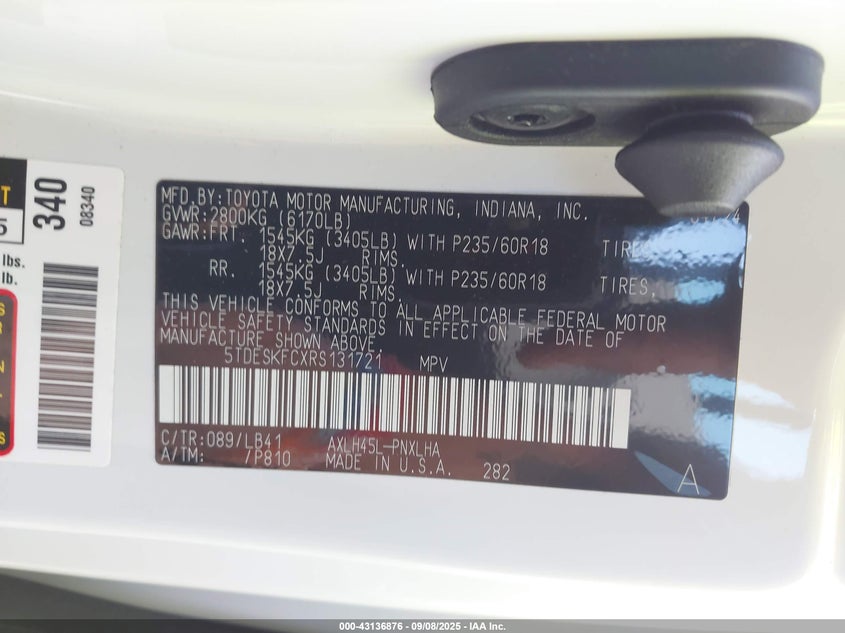 MFD.BY:TOYOTA MOTOR MANUFACTURING, INDIANA, INC.
GVWR:2800KG (6170LB)
GAWR:FRT. 1545KG (3405LB) WITH P235/60R18 TIRES,
18X7.5J RIMS.
RR. 1545KG (3405LB) WITH P235/60R18 TIRES,
18X7.5J RIMS.
THIS VEHICLE CONFORMS TO ALL APPLICABLE FEDERAL MOTOR
VEHICLE SAFETY STANDARDS IN EFFECT ON THE DATE OF
MANUFACTURE SHOWN ABOVE.
5TDESKFCXRS131721 MPV
C/TR:089/LB41 AXLH45L-PNXLHA
A/TM: /P810 MADE IN U.S.A. 282
A
340
08340
T
5
lbs.
lb.
000-43136876 - 09/08/2025 - IAA Inc.